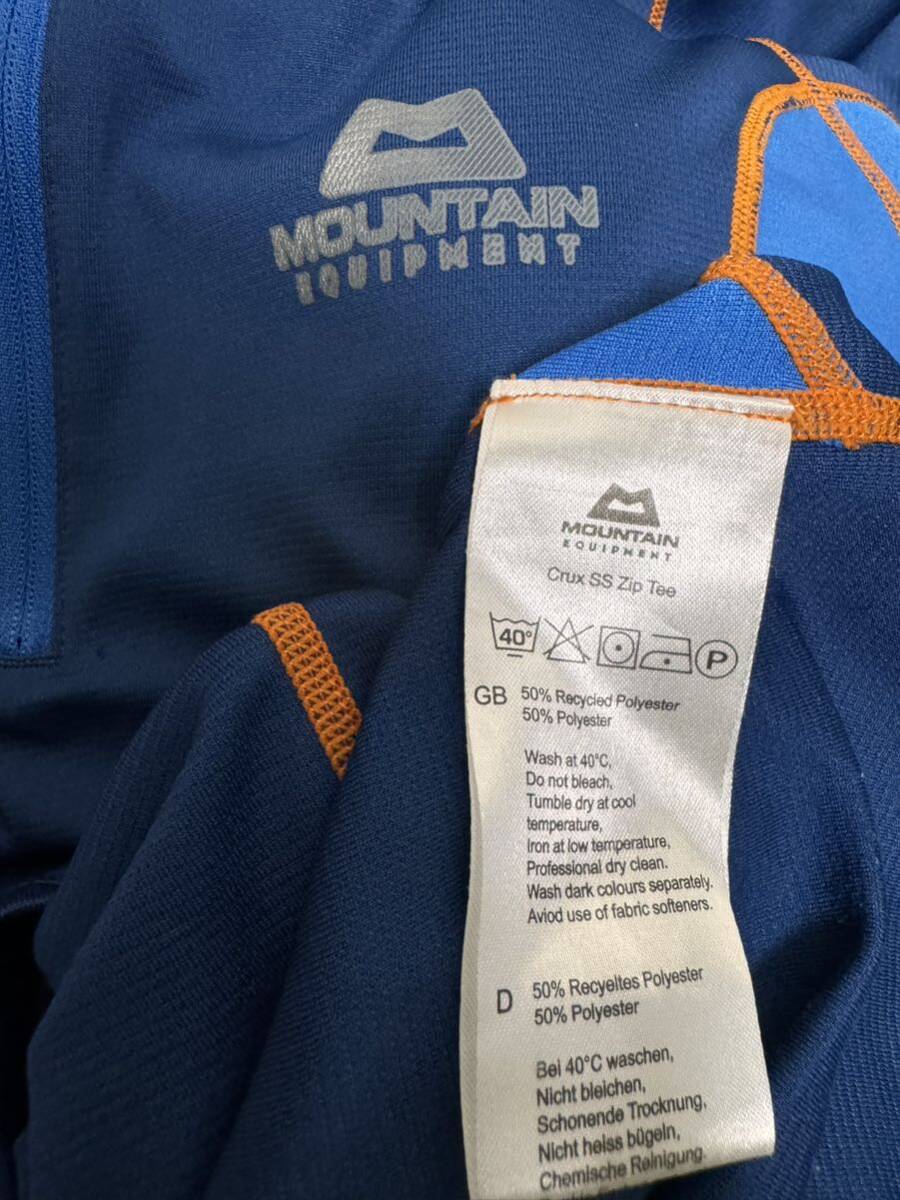 MOUNTAIN
EQUIPMENT
MOUNTAIN
EQUIPMENT
Crux SS Zip Tee
40°
P
GB 50% Recycled Polyester
50% Polyester
Wash at 40°C,
Do not bleach,
Tumble dry at cool
temperature,
Iron at low temperature,
Professional dry clean.
Wash dark colours separately.
Aviod use of fabric softeners.
D 50% Recyeltes Polyester
50% Polyester
Bei 40°C waschen,
Nicht bleichen,
Schonende Trocknung,
Nicht heiss bügeln,
Chemische Reinigung.